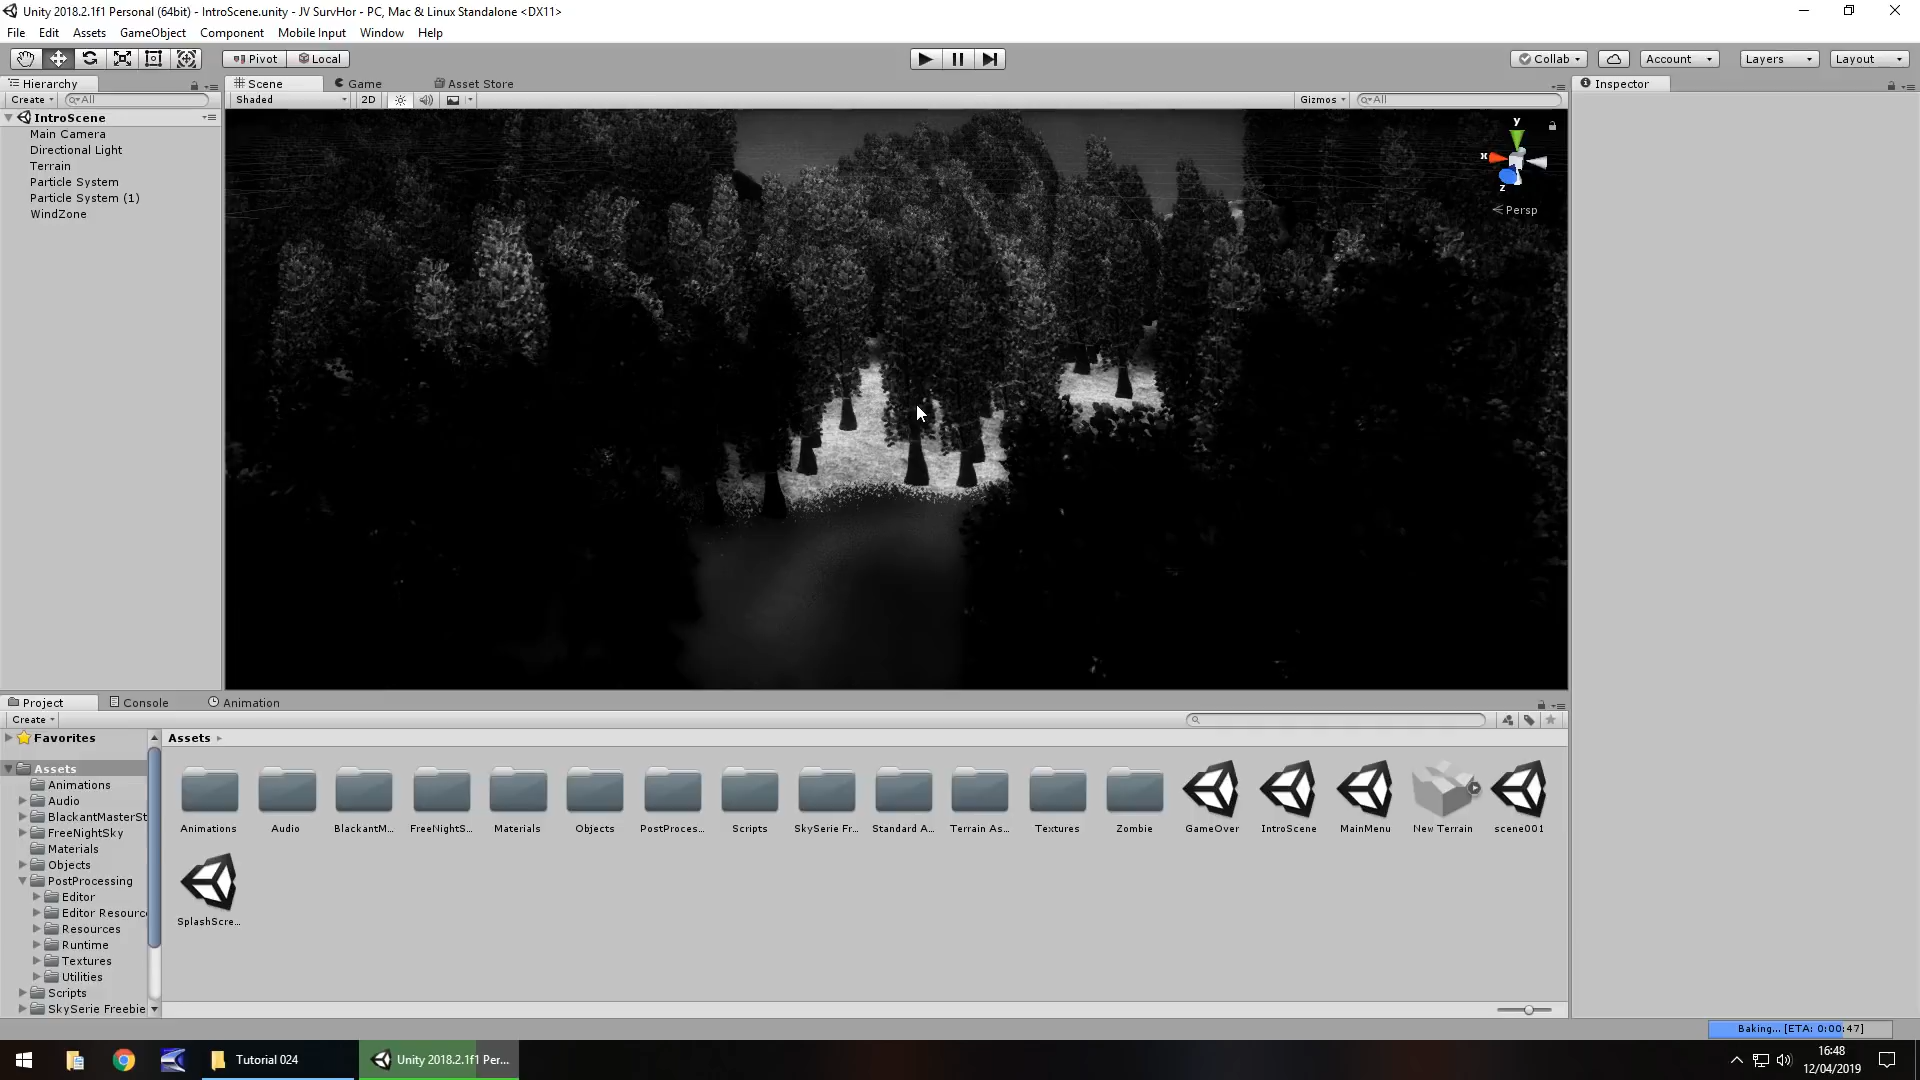 Unity 2018.2.1f1 Personal (64bit) - IntroScene.unity - JV SurvHor - PC, Mac & Linux Standalone <DX11>
File Edit Assets GameObject Component Mobile Input Window Help
Pivot Local Collab Account Layers Layout
Hierarchy Scene Game Asset Store Inspector
Create All Shaded 2D Gizmos All
IntroScene
Main Camera
Directional Light
Terrain
Particle System
Particle System (1)
WindZone
y
x
z
Persp
Project Console Animation
Create
Favorites
Assets
Assets
Animations
Audio
BlackantMasterSt
FreeNightSky
Materials
Objects
PostProcessing
Editor
Editor Resourc
Resources
Runtime
Textures
Utilities
Scripts
SkySerie Freebie
Animations Audio BlackantM... FreeNightS... Materials Objects PostProces... Scripts SkySerie Fr... Standard A... Terrain As... Textures Zombie GameOver IntroScene MainMenu New Terrain scene001
SplashScre...
Baking... [ETA: 0:00:47]
Tutorial 024 Unity 2018.2.1f1 Per...
16:48
12/04/2019